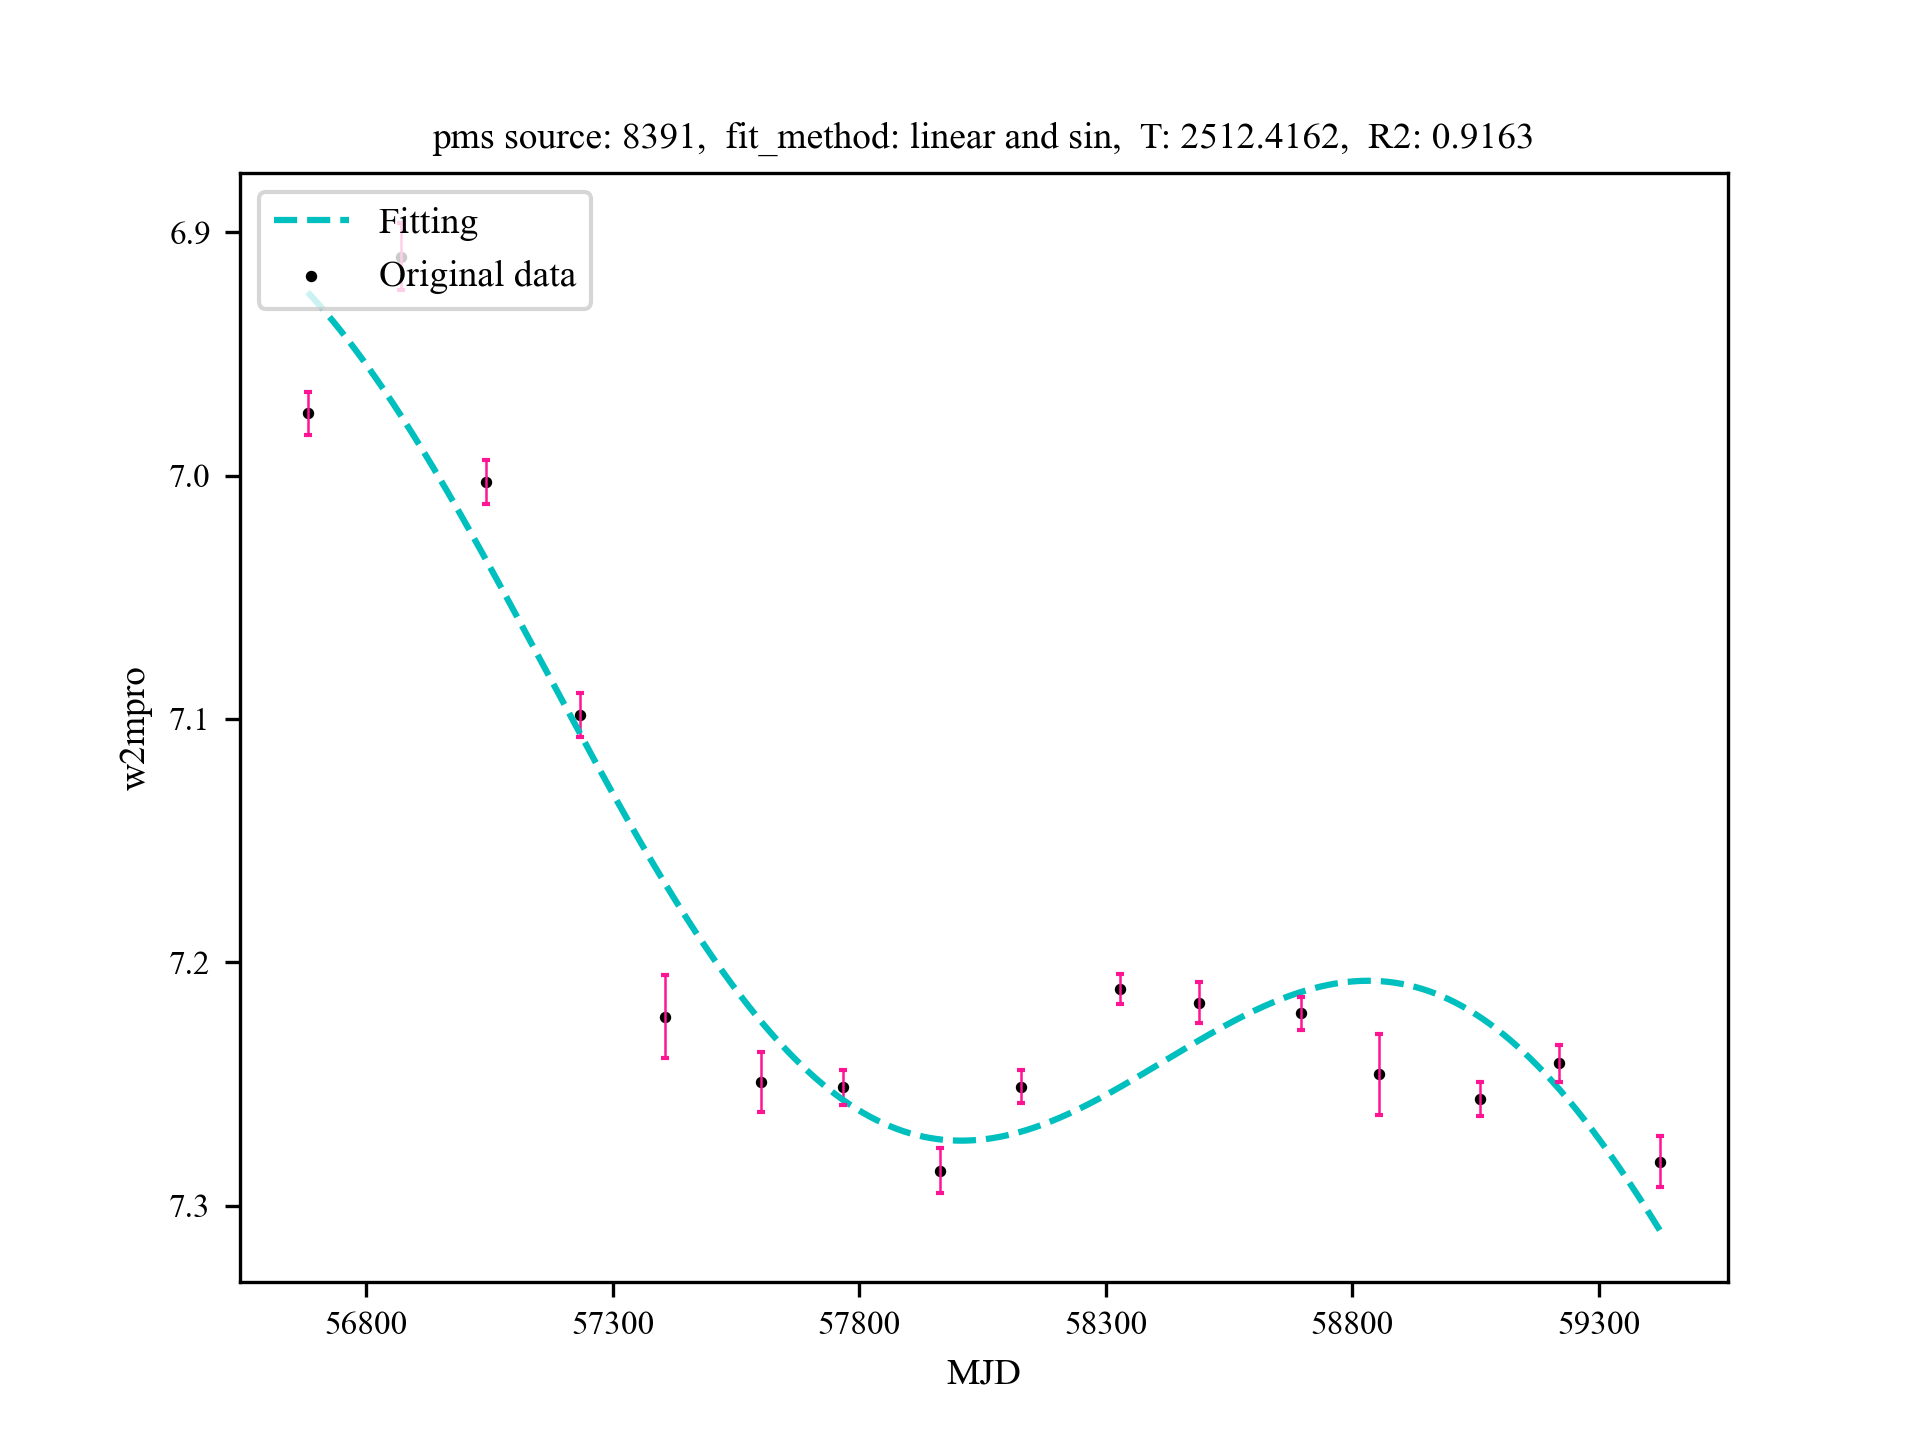 pms source: 8391, fit_method: linear and sin, T: 2512.4162, R2: 0.9163
Fitting
Original data
6.9
7.0
7.1
7.2
7.3
w2mpro
56800 57300 57800 58300 58800 59300
MJD